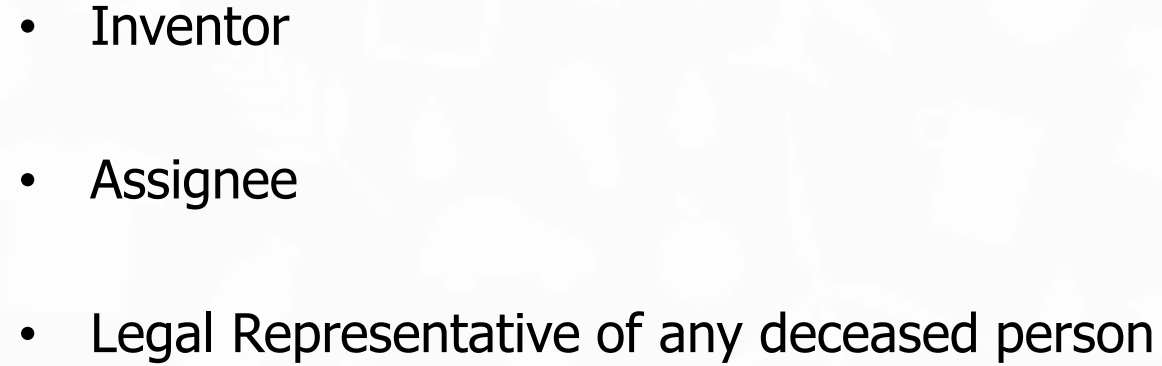 • Inventor
• Assignee
• Legal Representative of any deceased person